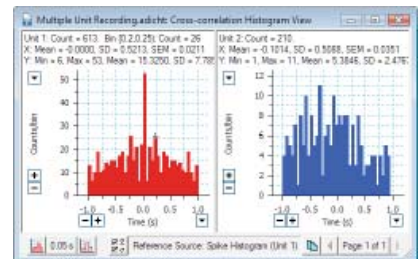 Multiple Unit Recording.adicht: Cross-correlation Histogram View
Unit 1: Count = 613. Bin [0.2,0.25): Count = 26
X: Mean = -0.0000, SD = 0.5213, SEM = 0.0211
Y: Min = 6, Max = 53, Mean = 15.3250, SD = 7.785
Unit 2: Count = 210.
X: Mean = -0.1014, SD = 0.5088, SEM = 0.0351
Y: Min = 1, Max = 11, Mean = 5.3846, SD = 2.476
50
40
30
20
10
0
Counts/bin
-1.0 0.0 0.5 1.0
Time (s)
12
10
8
6
4
2
0
Counts/bin
-1.0 0.0 0.5 1.0
Time (s)
0.05 s
Reference Source: Spike Histogram (Unit 1)
Page 1 of 1